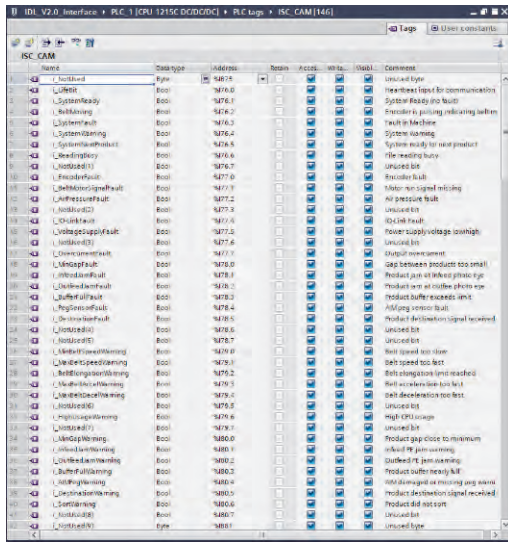 IDL_V2.0_Interface ▸ PLC_1 [CPU 1215C DC/DC/DC] ▸ PLC tags ▸ ISC_CAM [146]
Tags User constants
ISC_CAM
Name Data type Address Retain Acces... Writa... Visibl... Comment
i_NotUsed Byte Unused byte
i_LifeBit Bool %I76.0 Heartbeat input for communication
i_SystemReady Bool %I76.1 System Ready (no fault)
i_BeltMoving Bool %I76.2 Encoder is pulsing indicating
i_SystemFault Bool %I76.3 Fault in Machine
i_SystemWarning Bool %I76.4 System warning
i_SystemNextProduct Bool %I76.5 System ready for next product
i_ReadingBusy Bool %I76.6 File reading busy
i_NotUsed(1) Bool %I76.7 Unused bit
i_EncoderFault Bool %I77.0 Encoder fault
i_BeltMotorSignalFault Bool %I77.1 Motor run signal missing
i_AirPressureFault Bool %I77.2 Air pressure fault
i_NotUsed(2) Bool %I77.3 Unused bit
i_IOLinkFault Bool %I77.4 IO-Link Fault
i_VoltageSupplyFault Bool %I77.5 Power supply voltage low/high
i_NotUsed(3) Bool %I77.6 Unused bit
i_OvercurrentFault Bool %I77.7 Output overcurrent
i_MinGapFault Bool %I78.0 Gap between products too small
i_InfeedJamFault Bool %I78.1 Product jam at infeed photo eye
i_OutfeedJamFault Bool %I78.2 Product jam at outfee photo eye
i_BufferFullFault Bool %I78.3 Product buffer exceeds limit
i_PegSensorFault Bool %I78.4 AIM peg sensor fault
i_DestinationFault Bool %I78.5 Product destination signal received
i_NotUsed(4) Bool %I78.6 Unused bit
i_NotUsed(5) Bool %I78.7 Unused bit
i_MinBeltSpeedWarning Bool %I79.0 Belt speed too slow
i_MaxBeltSpeedWarning Bool %I79.1 Belt speed too fast
i_BeltElongationWarning Bool %I79.2 Belt elongation limit reached
i_MaxBeltAccelWarning Bool %I79.3 Belt acceleration too fast
i_MaxBeltDecelWarning Bool %I79.4 Belt deceleration too fast
i_NotUsed(6) Bool %I79.5 Unused bit
i_HighUsageWarning Bool %I79.6 High CPU usage
i_NotUsed(7) Bool %I79.7 Unused bit
i_MinGapWarning Bool %I80.0 Product gap close to minimum
i_InfeedJamWarning Bool %I80.1 Infeed PE jam warning
i_OutfeedJamWarning Bool %I80.2 Outfeed PE jam warning
i_BufferFullWarning Bool %I80.3 Product buffer nearly full
i_AIMPegWarning Bool %I80.4 AIM damaged or missing peg warni
i_DestinationWarning Bool %I80.5 Product destination signal received
i_SortWarning Bool %I80.6 Product did not sort
i_NotUsed(8) Bool %I80.7 Unused bit
i_NotUsed(9) Byte Unused byte